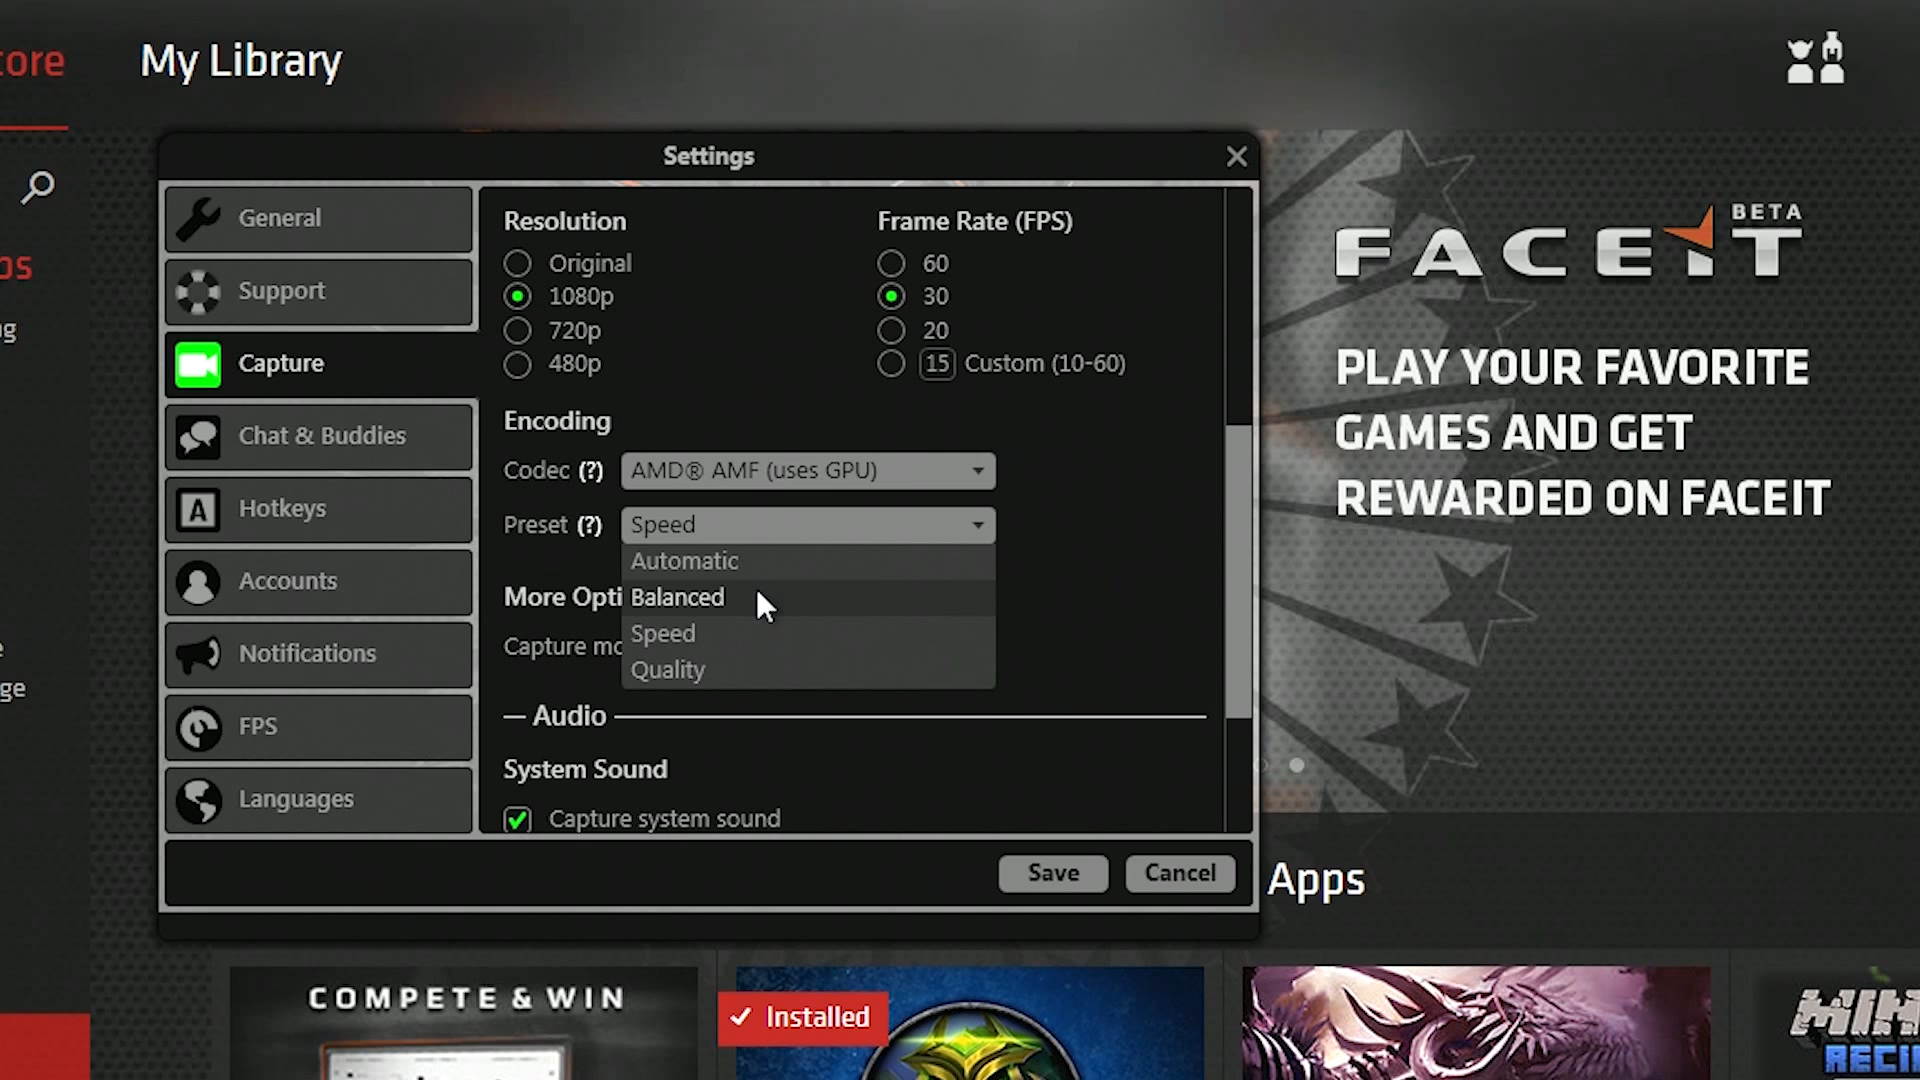 My Library
Settings
General
Support
Capture
Chat & Buddies
Hotkeys
Accounts
Notifications
FPS
Languages
Resolution
Original
1080p
720p
480p
Frame Rate (FPS)
60
30
20
15 Custom (10-60)
Encoding
Codec (?) AMD® AMF (uses GPU)
Preset (?) Speed
Automatic
Balanced
Speed
Quality
More Opti
Capture mo
Audio
System Sound
Capture system sound
Save
Cancel
BETA
FACEIT
PLAY YOUR FAVORITE
GAMES AND GET
REWARDED ON FACEIT
Apps
COMPETE & WIN
Installed